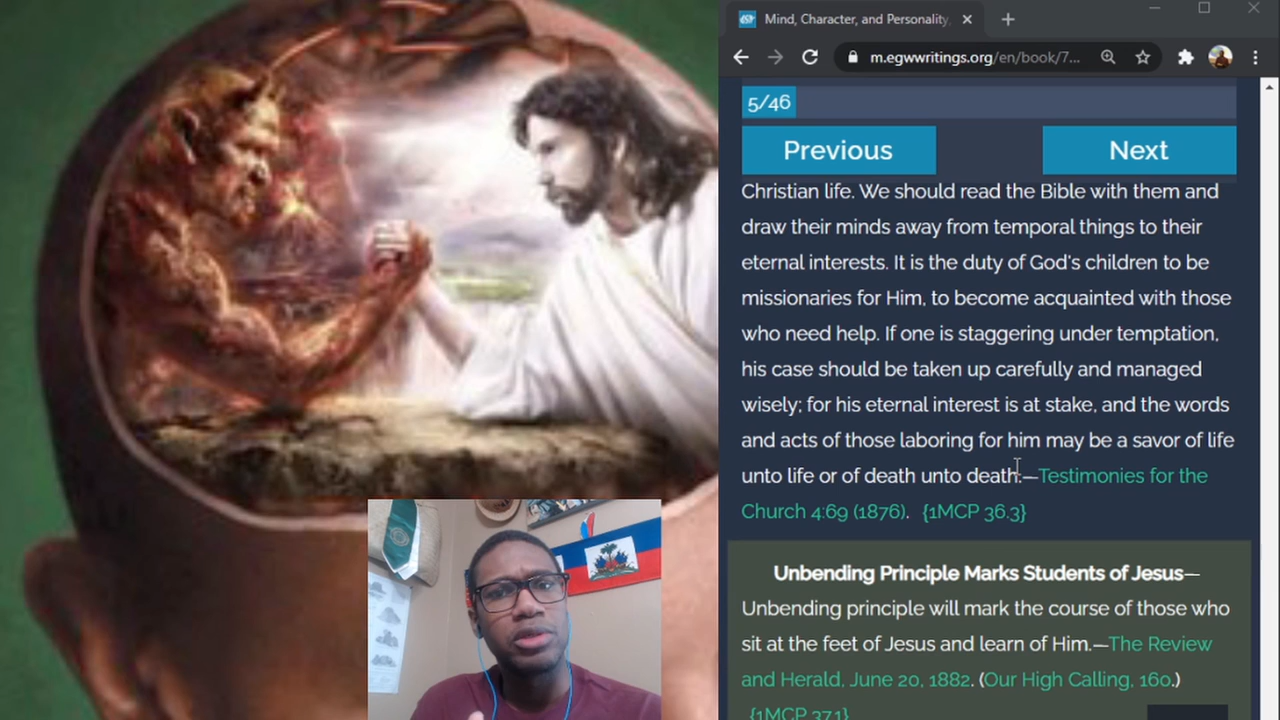 Mind, Character, and Personality,
m.egwwritings.org/en/book/7...
5/46
Previous
Next
Christian life. We should read the Bible with them and
draw their minds away from temporal things to their
eternal interests. It is the duty of God's children to be
missionaries for Him, to become acquainted with those
who need help. If one is staggering under temptation,
his case should be taken up carefully and managed
wisely; for his eternal interest is at stake, and the words
and acts of those laboring for him may be a savor of life
unto life or of death unto death.—Testimonies for the
Church 4:69 (1876). {1MCP 36.3}
Unbending Principle Marks Students of Jesus—
Unbending principle will mark the course of those who
sit at the feet of Jesus and learn of Him.—The Review
and Herald, June 20, 1882. (Our High Calling, 160.)
{1MCP 37.1}